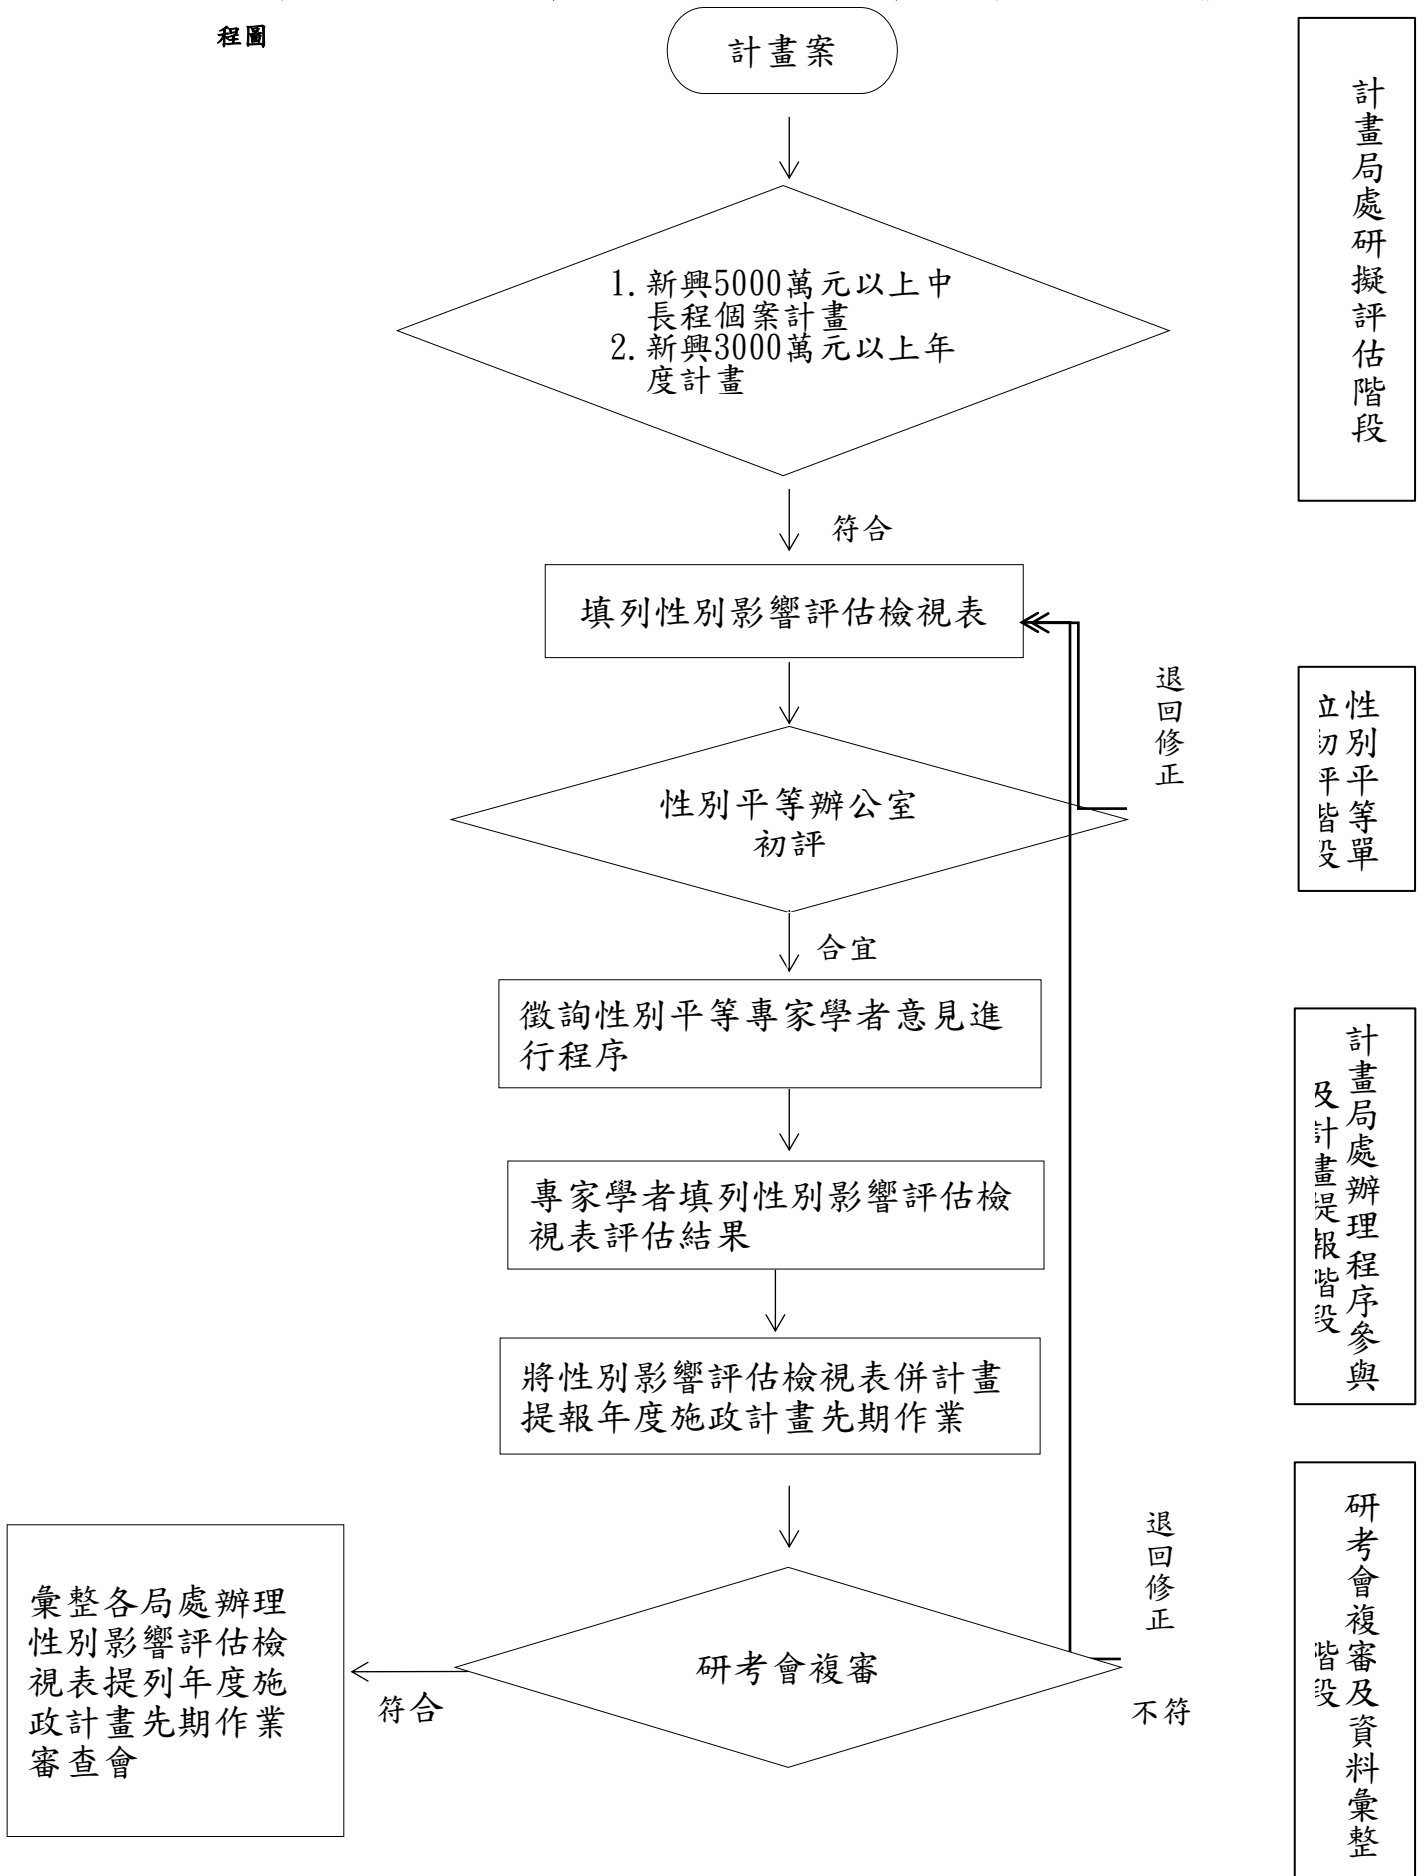 程圖
計畫案
計畫局處研擬評估階段
1. 新興5000萬元以上中
長程個案計畫
2. 新興3000萬元以上年
度計畫
符合
填列性別影響評估檢視表
退回修正
性別平等單
立初評階段
性別平等辦公室
初評
合宜
徵詢性別平等專家學者意見進
行程序
計畫局處辦理程序參與
及計畫提報階段
專家學者填列性別影響評估檢
視表評估結果
將性別影響評估檢視表併計畫
提報年度施政計畫先期作業
退回修正
研考會複審及資料彙整
階段
研考會複審
不符
符合
彙整各局處辦理
性別影響評估檢
視表提列年度施
政計畫先期作業
審查會